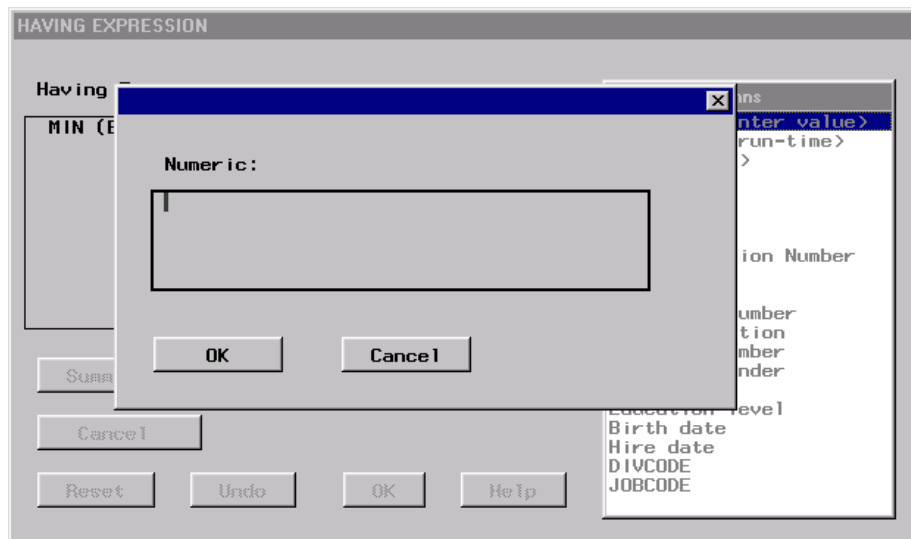 HAVING EXPRESSION
Having
MIN (E
Numeric:
OK
Cancel
nter value>
run-time>
>
ion Number
umber
tion
mber
nder
level
Birth date
Hire date
DIVCODE
JOBCODE
Summ
Cancel
Reset
Undo
OK
Help